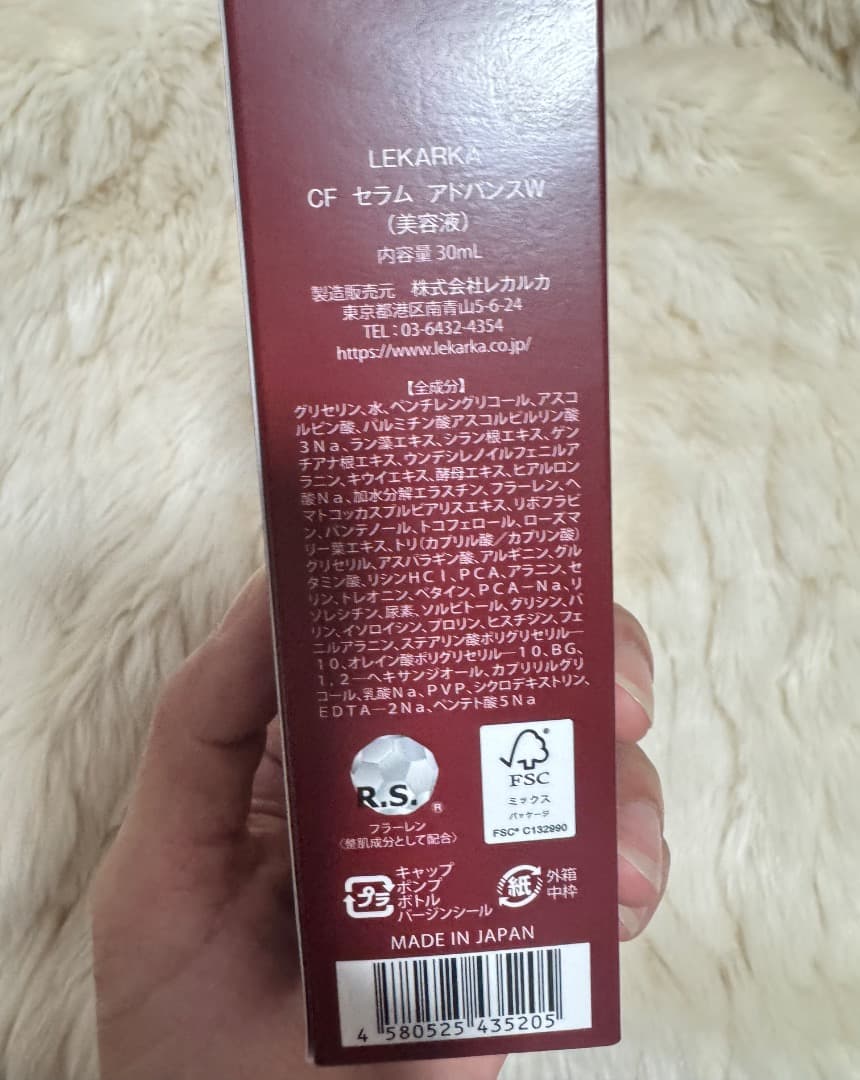 LEKARKA
CF セラム アドバンスW
（美容液）
内容量 30mL
製造販売元 株式会社レカルカ
東京都港区南青山5-6-24
TEL：03-6432-4354
https://www.lekarka.co.jp/
【全成分】
グリセリン、水、ペンチレングリコール、アスコ
ルビン酸、パルミチン酸アスコルビルリン酸
３Ｎａ、ラン藻エキス、シラン根エキス、ゲン
チアナ根エキス、ウンデシレノイルフェニルア
ラニン、キウイエキス、酵母エキス、ヒアルロン
酸Ｎａ、加水分解エラスチン、フラーレン、ヘ
マトコッカスプルビアリスエキス、リボフラビ
ン、パンテノール、トコフェロール、ローズマ
リー葉エキス、トリ（カプリル酸／カプリン酸）
グリセリル、アスパラギン酸、アルギニン、グル
タミン酸、リシンＨＣｌ、ＰＣＡ、アラニン、セ
リン、トレオニン、ベタイン、ＰＣＡ－Ｎａ、リ
ゾレシチン、尿素、ソルビトール、グリシン、バ
リン、イソロイシン、プロリン、ヒスチジン、フェ
ニルアラニン、ステアリン酸ポリグリセリル－
１０、オレイン酸ポリグリセリル－１０、ＢＧ、
１，２－ヘキサンジオール、カプリリルグリ
コール、乳酸Ｎａ、ＰＶＰ、シクロデキストリン、
ＥＤＴＡ－２Ｎａ、ペンテト酸５Ｎａ
R.S.®
フラーレン
〈整肌成分として配合〉
®
FSC
ミックス
パッケージ
FSC® C132990
プラ
キャップ
ポンプ
ボトル
バージンシール
紙
外箱
中枠
MADE IN JAPAN
4 580525 435205